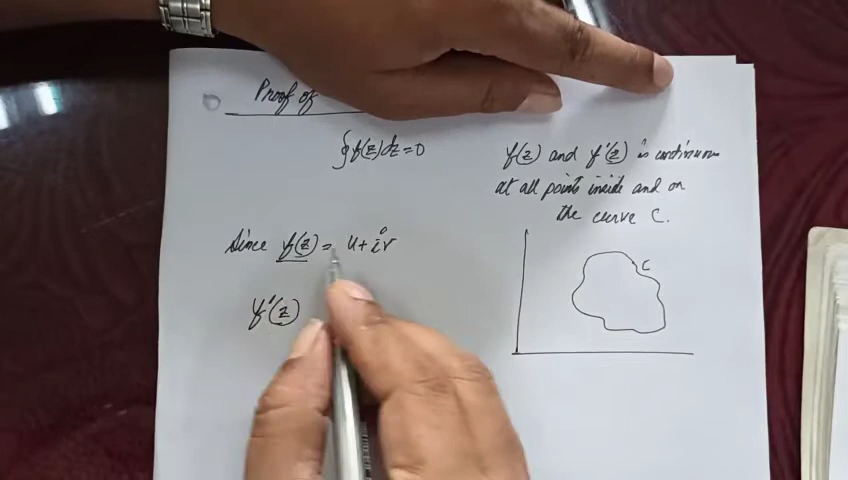 Proof of
∮f(z)dz=0
f(z) and f'(z) is continuous
at all points inside and on
the curve C.
Since f(z) = u+iv
C
f'(z)